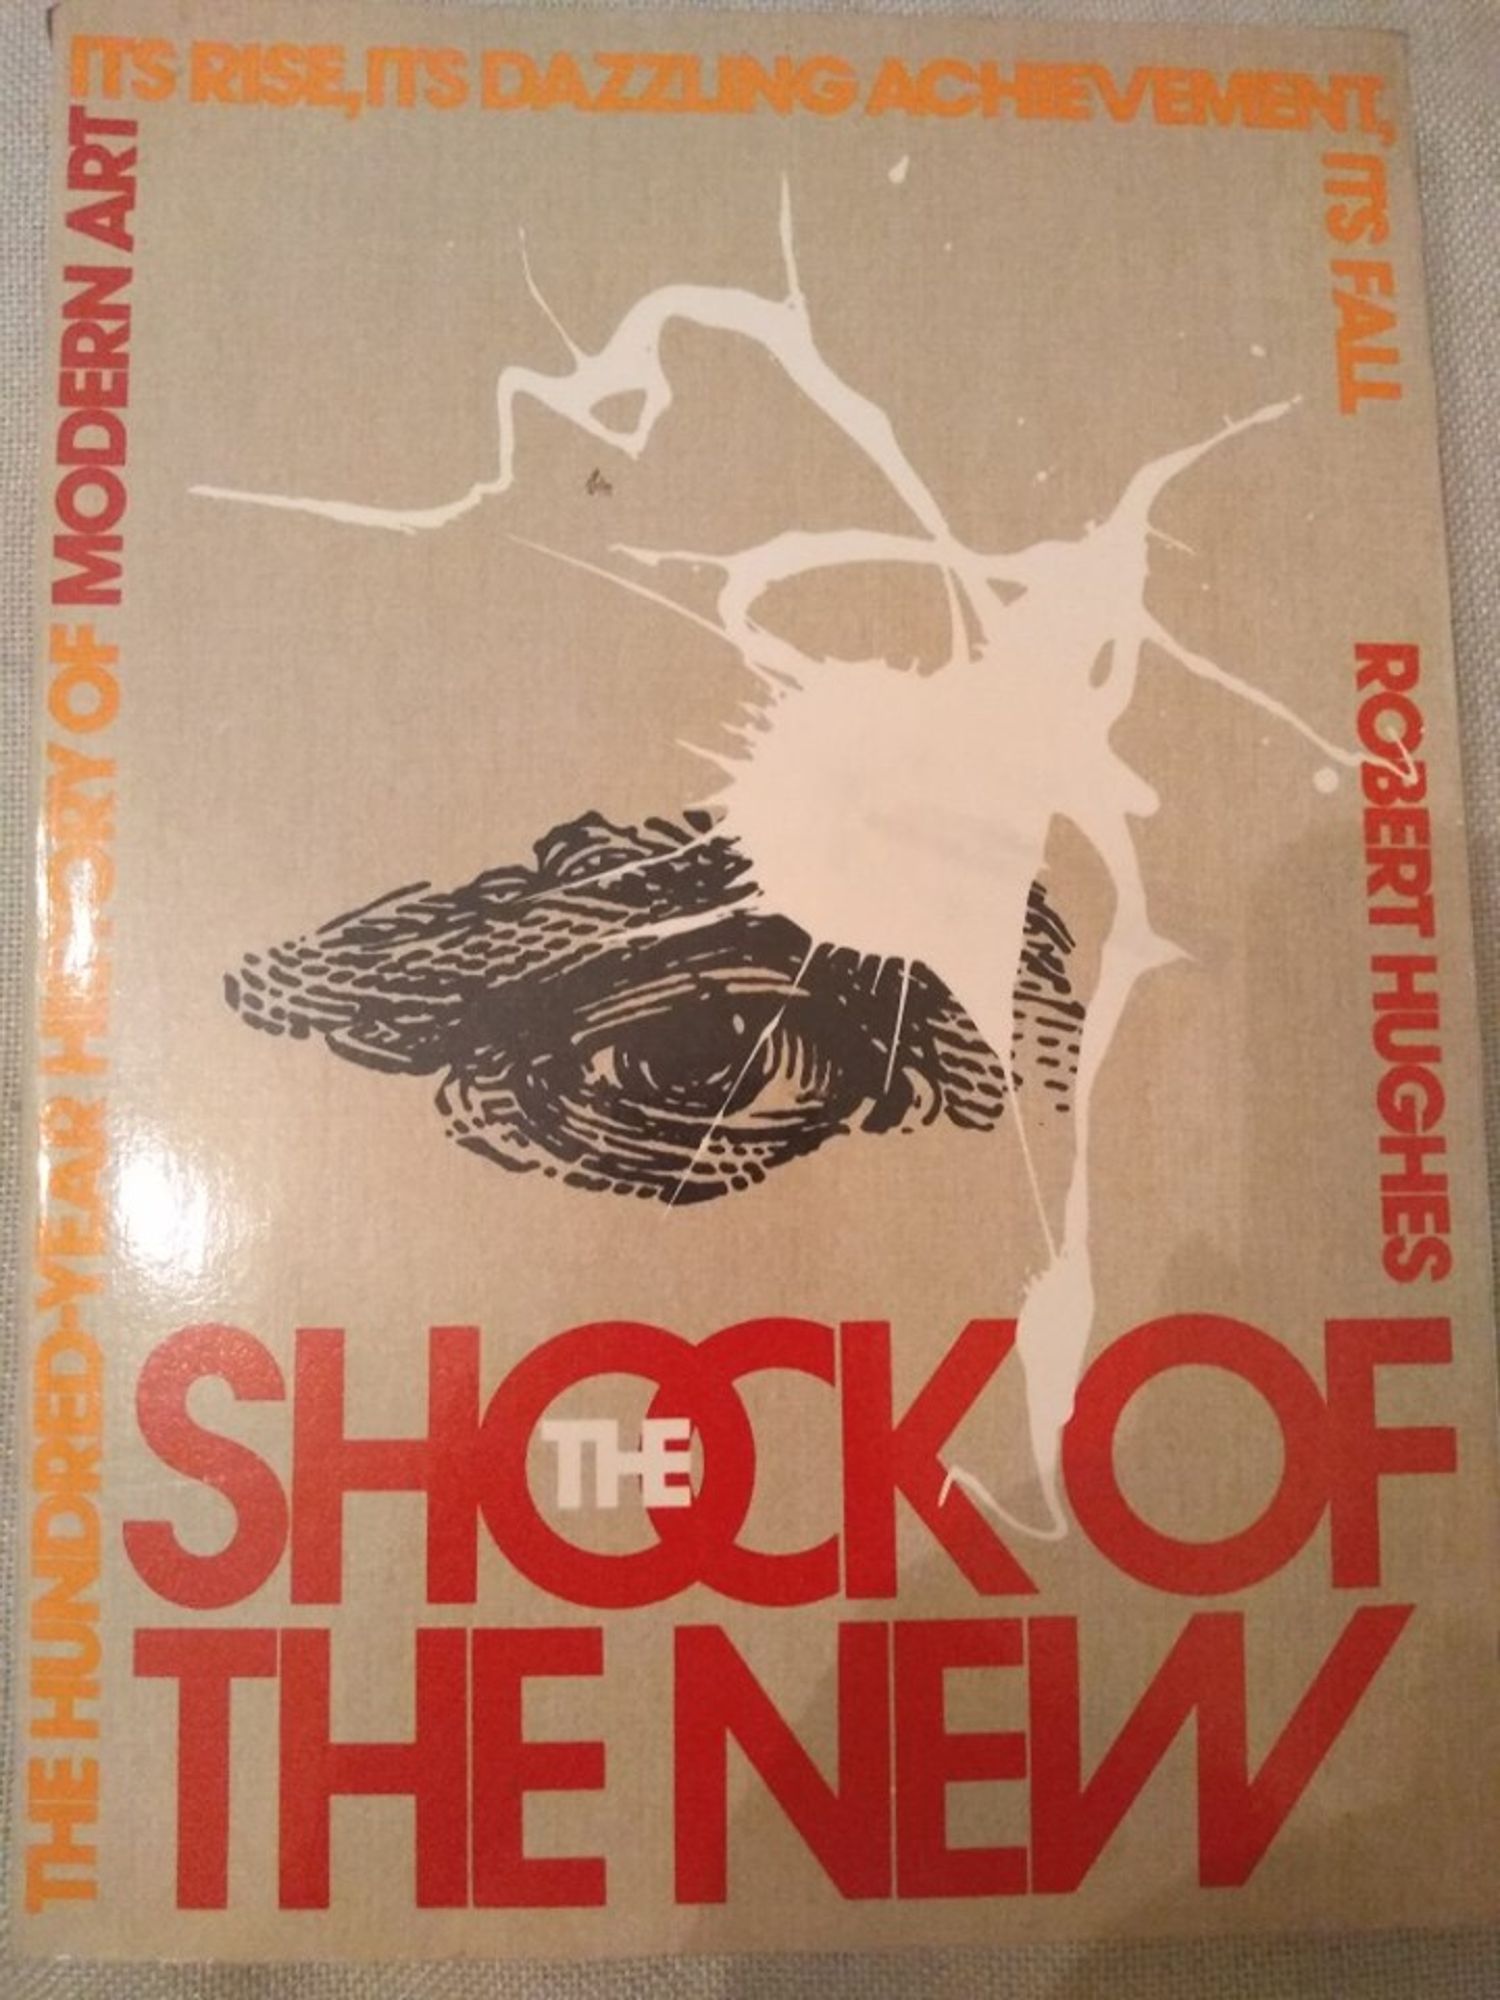 THE HUNDRED-YEAR HISTORY OF MODERN ART
ITS RISE, ITS DAZZLING ACHIEVEMENT,
ITS FALL
ROBERT HUGHES
THE
SHOCK OF
THE NEW